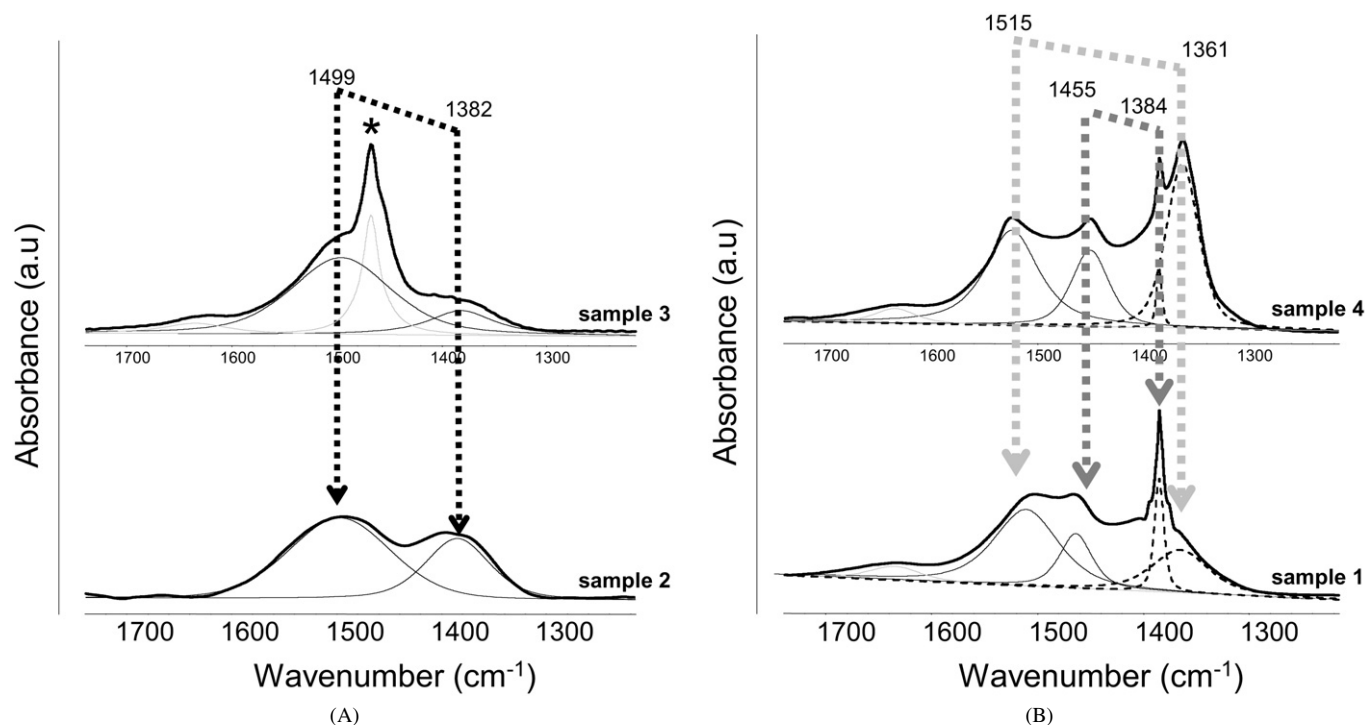 1499
1382
*
Absorbance (a.u)
sample 3
1700 1600 1500 1400 1300
sample 2
1700 1600 1500 1400 1300
Wavenumber (cm-1)
(A)
1515
1361
1455
1384
Absorbance (a.u)
sample 4
1700 1600 1500 1400 1300
sample 1
1700 1600 1500 1400 1300
Wavenumber (cm-1)
(B)